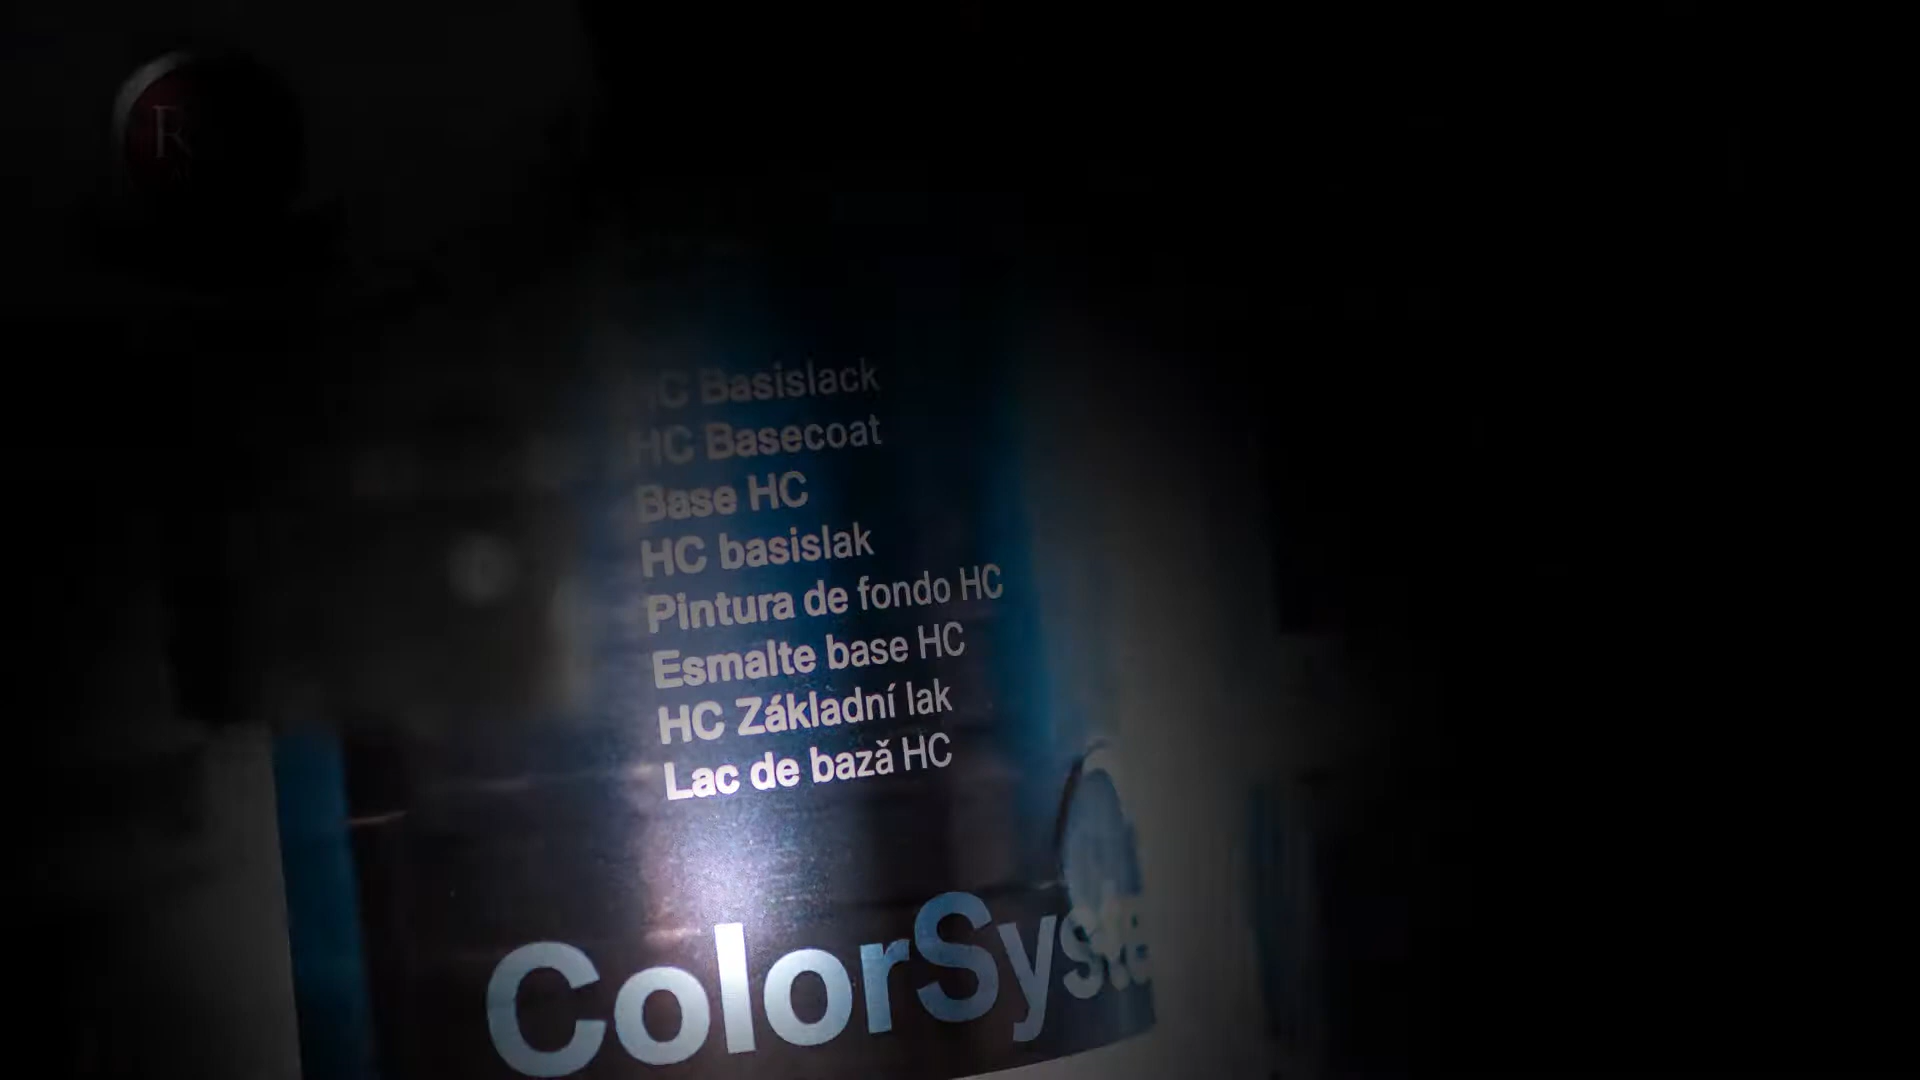 HC Basislack
HC Basecoat
Base HC
HC basislak
Pintura de fondo HC
Esmalte base HC
HC Základní lak
Lac de bază HC
ColorSyste